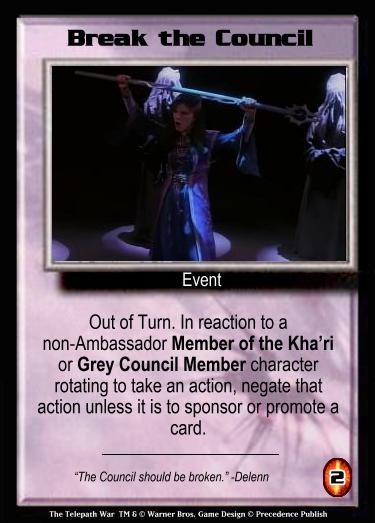 Break the Council
Event
Out of Turn. In reaction to a
non-Ambassador Member of the Kha'ri
or Grey Council Member character
rotating to take an action, negate that
action unless it is to sponsor or promote a
card.
"The Council should be broken." -Delenn
2
The Telepath War TM & © Warner Bros. Game Design © Precedence Publish